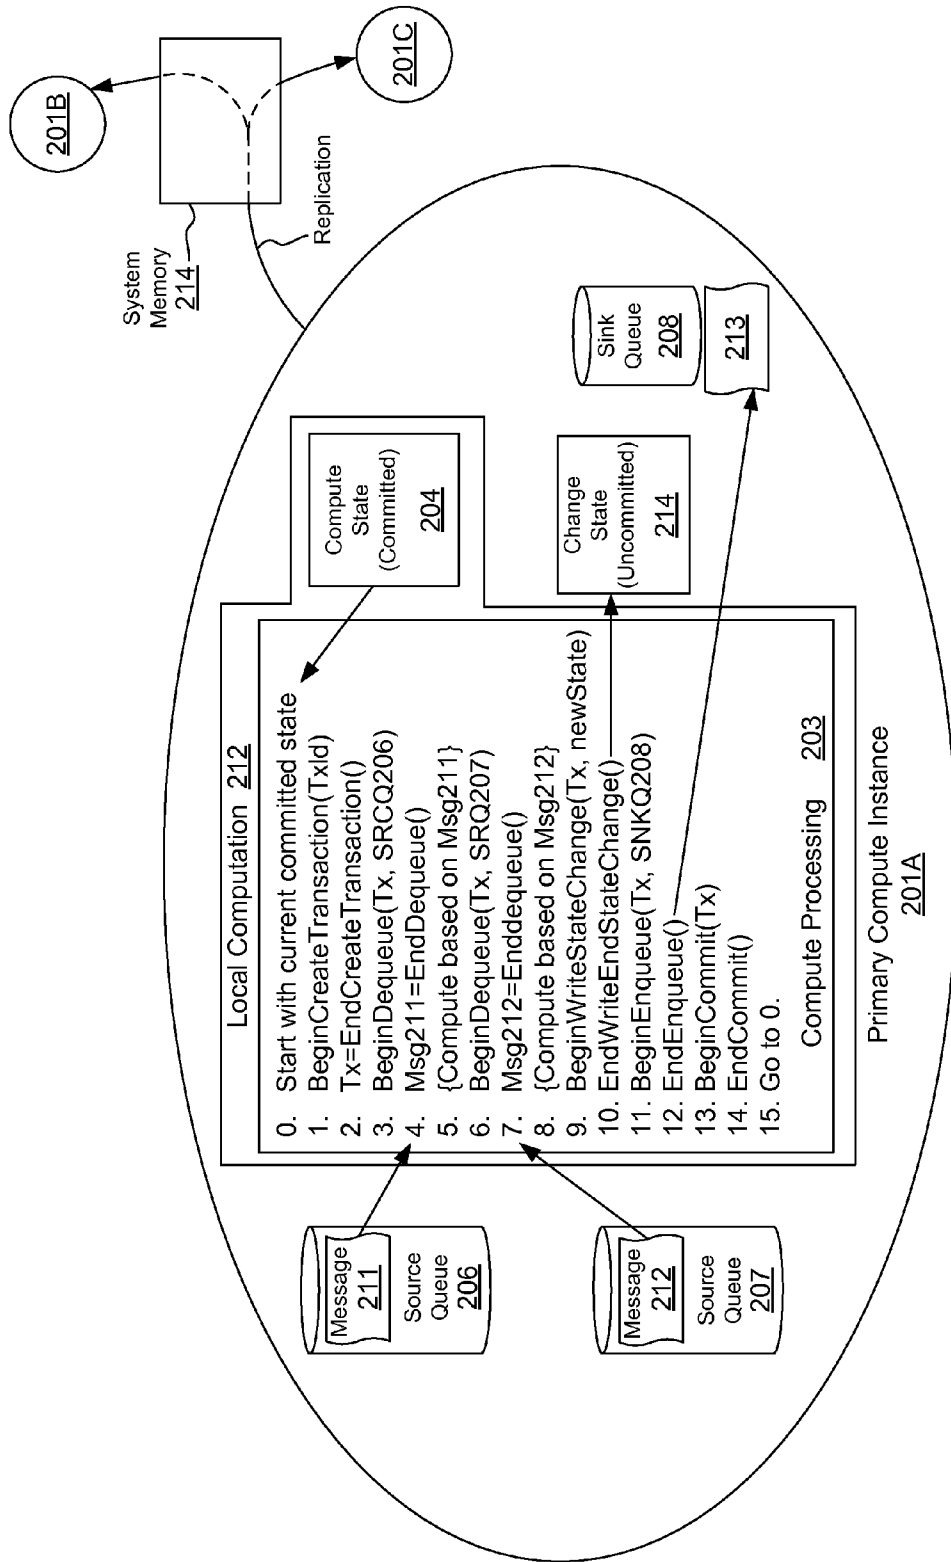 201B
201C
System
Memory
214
Replication
Local Computation 212
0. Start with current committed state
1. BeginCreateTransaction(TxId)
2. Tx=EndCreateTransaction()
3. BeginDequeue(Tx, SRCQ206)
4. Msg211=EndDequeue()
5. {Compute based on Msg211}
6. BeginDequeue(Tx, SRQ207)
7. Msg212=Enddequeue()
8. {Compute based on Msg212}
9. BeginWriteStateChange(Tx, newState)
10. EndWriteEndStateChange()
11. BeginEnqueue(Tx, SNKQ208)
12. EndEnqueue()
13. BeginCommit(Tx)
14. EndCommit()
15. Go to 0.
Compute Processing 203
Primary Compute Instance
201A
Message
211
Source
Queue
206
Message
212
Source
Queue
207
Compute
State
(Committed)
204
Change
State
(Uncommitted)
214
Sink
Queue
208
213